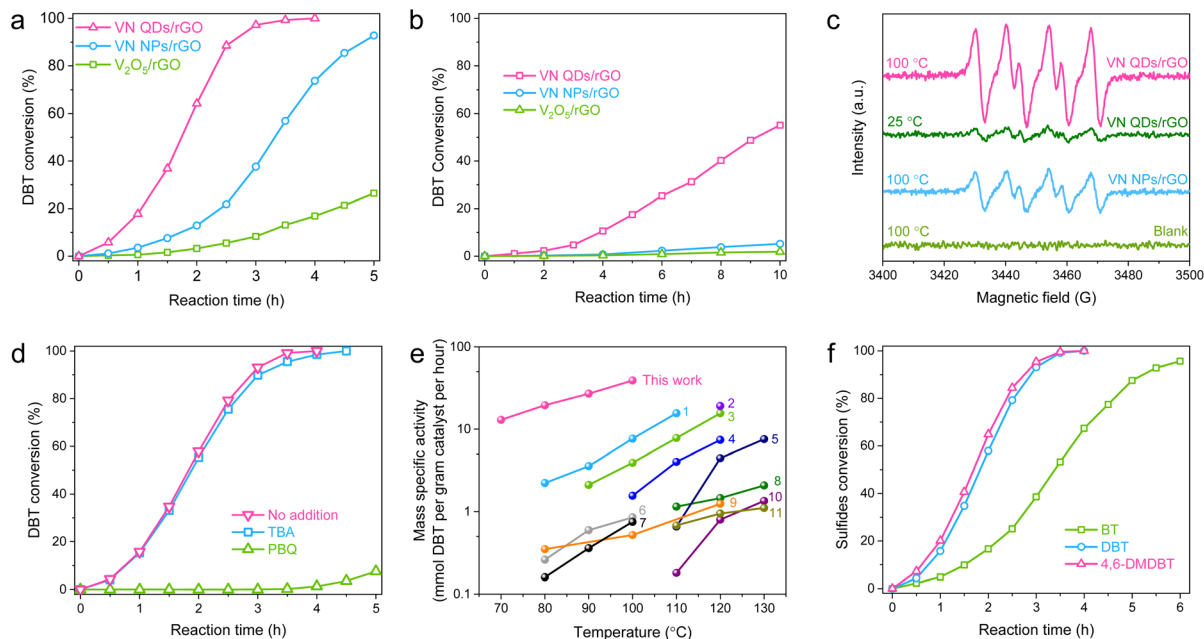 a
100
80
60
40
20
0
DBT conversion (%)
VN QDs/rGO
VN NPs/rGO
V₂O₅/rGO
0 1 2 3 4 5
Reaction time (h)
b
100
80
60
40
20
0
DBT Conversion (%)
VN QDs/rGO
VN NPs/rGO
V₂O₅/rGO
0 2 4 6 8 10
Reaction time (h)
c
Intensity (a.u.)
100 °C VN QDs/rGO
25 °C VN QDs/rGO
100 °C VN NPs/rGO
100 °C Blank
3400 3420 3440 3460 3480 3500
Magnetic field (G)
d
100
80
60
40
20
0
DBT conversion (%)
No addition
TBA
PBQ
0 1 2 3 4 5
Reaction time (h)
e
100
10
1
0.1
Mass specific activity
(mmol DBT per gram catalyst per hour)
This work
1
2
3
4
5
6
7
8
9
10
11
70 80 90 100 110 120 130
Temperature (°C)
f
100
80
60
40
20
0
Sulfides conversion (%)
BT
DBT
4,6-DMDBT
0 1 2 3 4 5 6
Reaction time (h)